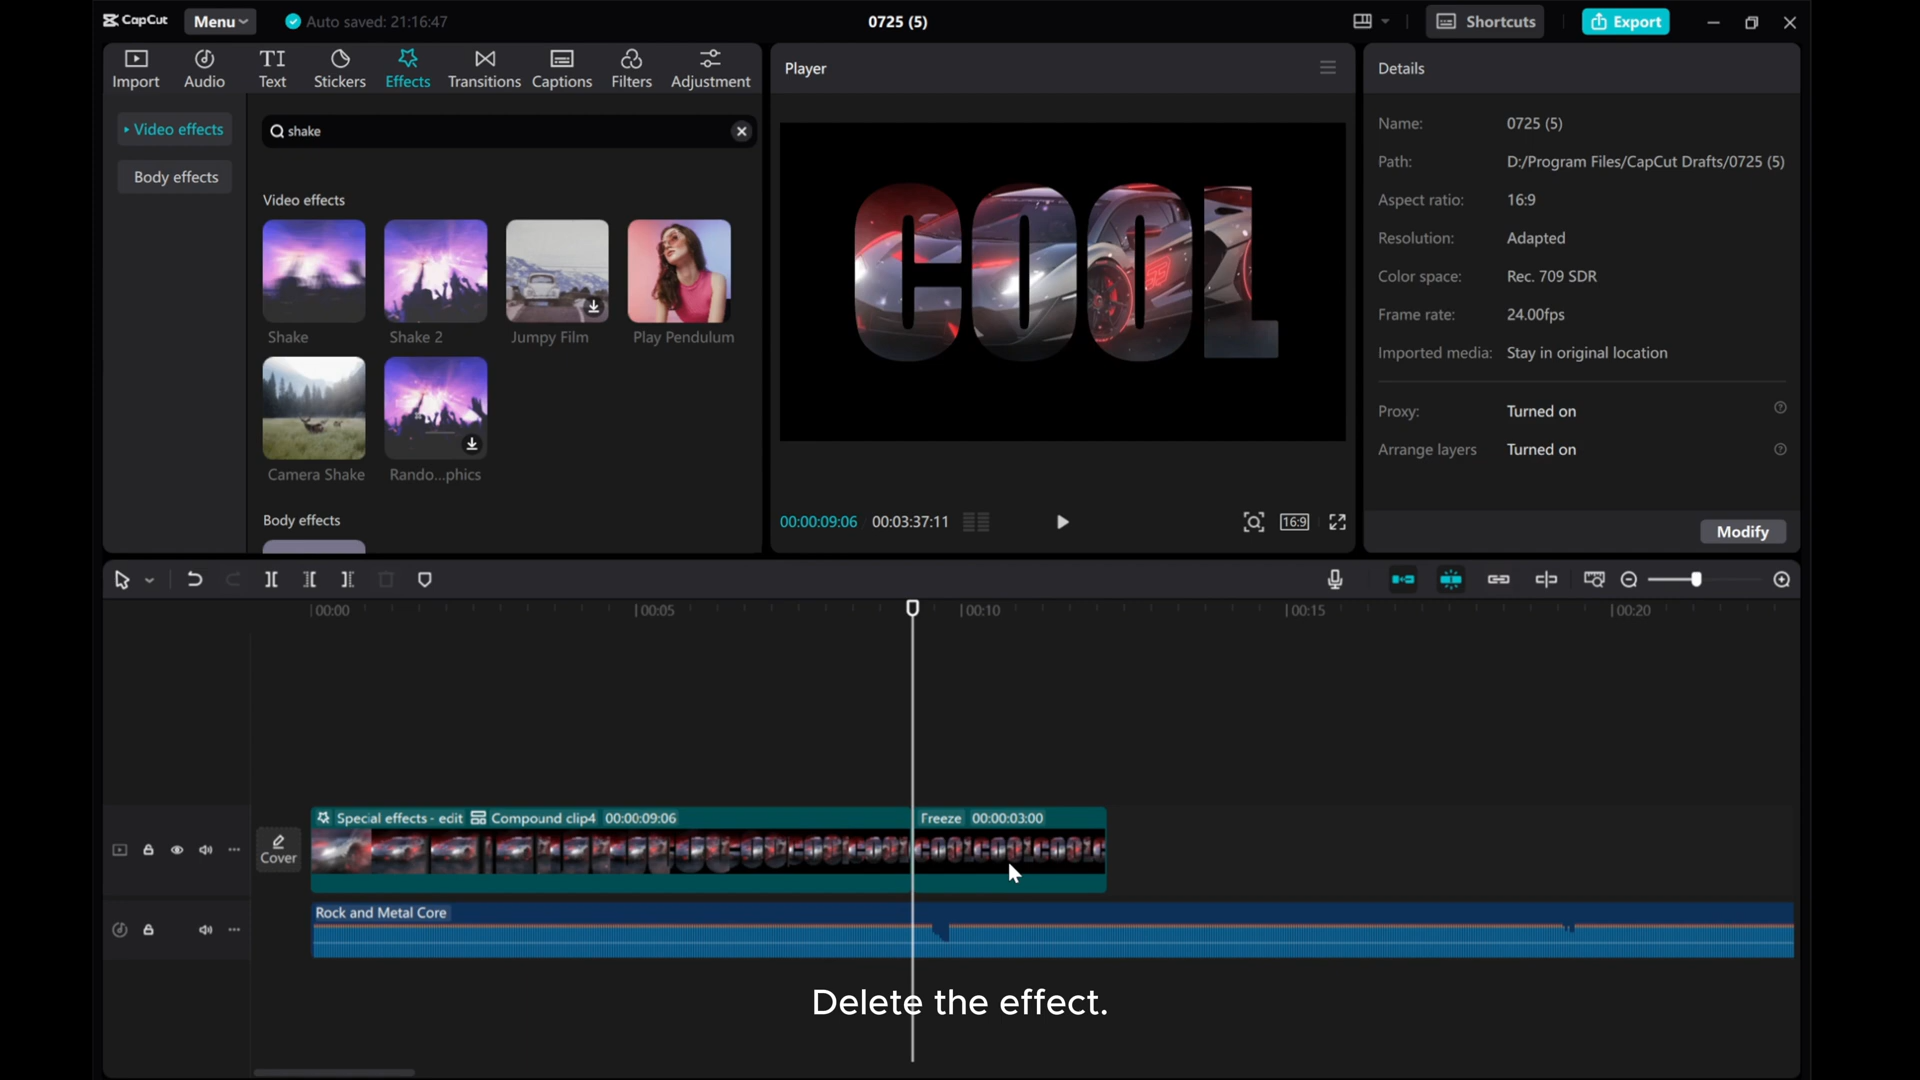 CapCut
Menu
Auto saved: 21:16:47
0725 (5)
Shortcuts
Export
Import
Audio
TI
Text
Stickers
Effects
Transitions
Captions
Filters
Adjustment
Video effects
Body effects
shake
Video effects
Shake
Shake 2
Jumpy Film
Play Pendulum
Camera Shake
Rando...phics
Body effects
Player
COOL
00:00:09:06
00:03:37:11
16:9
Details
Name: 0725 (5)
Path: D:/Program Files/CapCut Drafts/0725 (5)
Aspect ratio: 16:9
Resolution: Adapted
Color space: Rec. 709 SDR
Frame rate: 24.00fps
Imported media: Stay in original location
Proxy: Turned on
Arrange layers Turned on
Modify
00:00
00:05
00:10
00:15
00:20
Cover
Special effects - edit
Compound clip4 00:00:09:06
Freeze 00:00:03:00
Rock and Metal Core
Delete the effect.